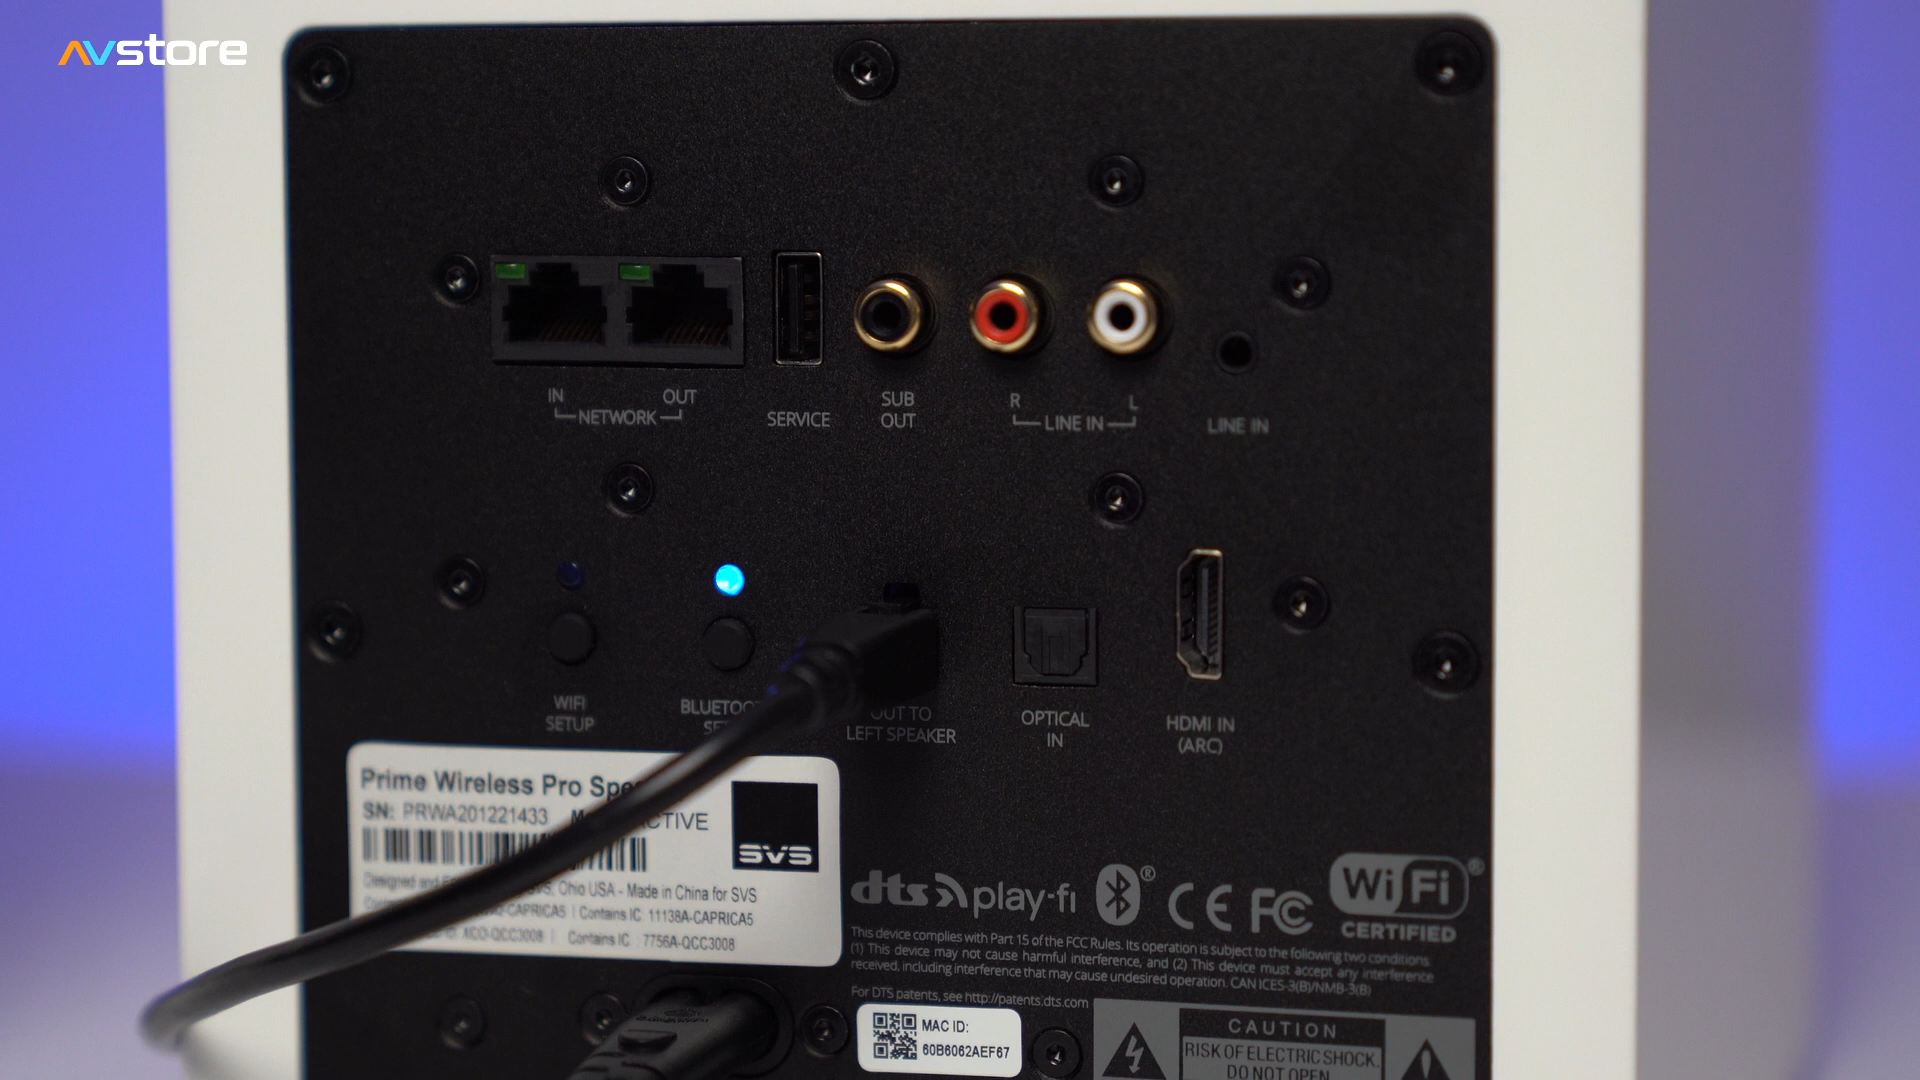 AVstore
IN OUT
NETWORK
SERVICE
SUB
OUT
R L
LINE IN
LINE IN
WIFI
SETUP
OUT TO
LEFT SPEAKER
OPTICAL
IN
HDMI IN
(ARC)
Prime Wireless Pro
SN: PRWA201221433
SVS
Designed and SVS, Ohio USA - Made in China for SVS
Contains IC: 11138A-CAPRICA5
Contains IC : 7756A-QCC3008
dts play-fi
CE FC
WiFi ®
CERTIFIED
This device complies with Part 15 of the FCC Rules. Its operation is subject to the following two conditions.
(1) This device may not cause harmful interference, and (2) This device must accept any interference
received, including interference that may cause undesired operation. CAN ICES-3(B)/NMB-3(B)
For DTS patents, see http://patents.dts.com
MAC ID:
60B6062AEF67
CAUTION
RISK OF ELECTRIC SHOCK.
DO NOT OPEN